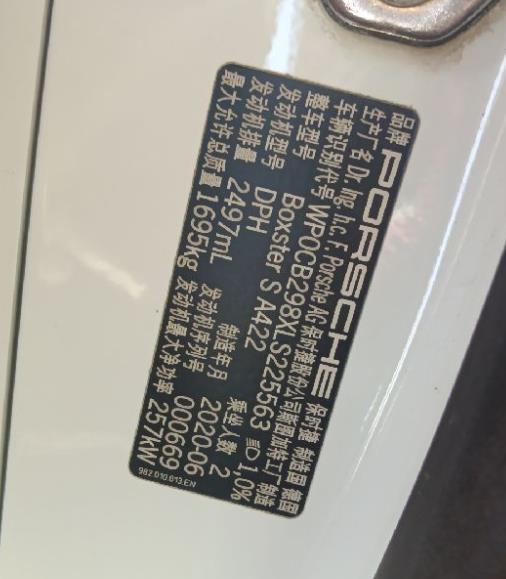 品牌 PORSCHE 保时捷 制造国 德国
生产厂名 Dr. Ing. h.c. F. Porsche AG 保时捷股份公司斯图加特工厂制造
车辆识别代号 WP0CB298XLS225563 1,0%
整车型号 Boxster S A422 乘坐人数 2
发动机型号 DPH 制造年月 2020-06
发动机排量 2497mL 发动机序列号 000669
最大允许总质量 1695kg 发动机最大净功率 257kW
982.010.013.EN